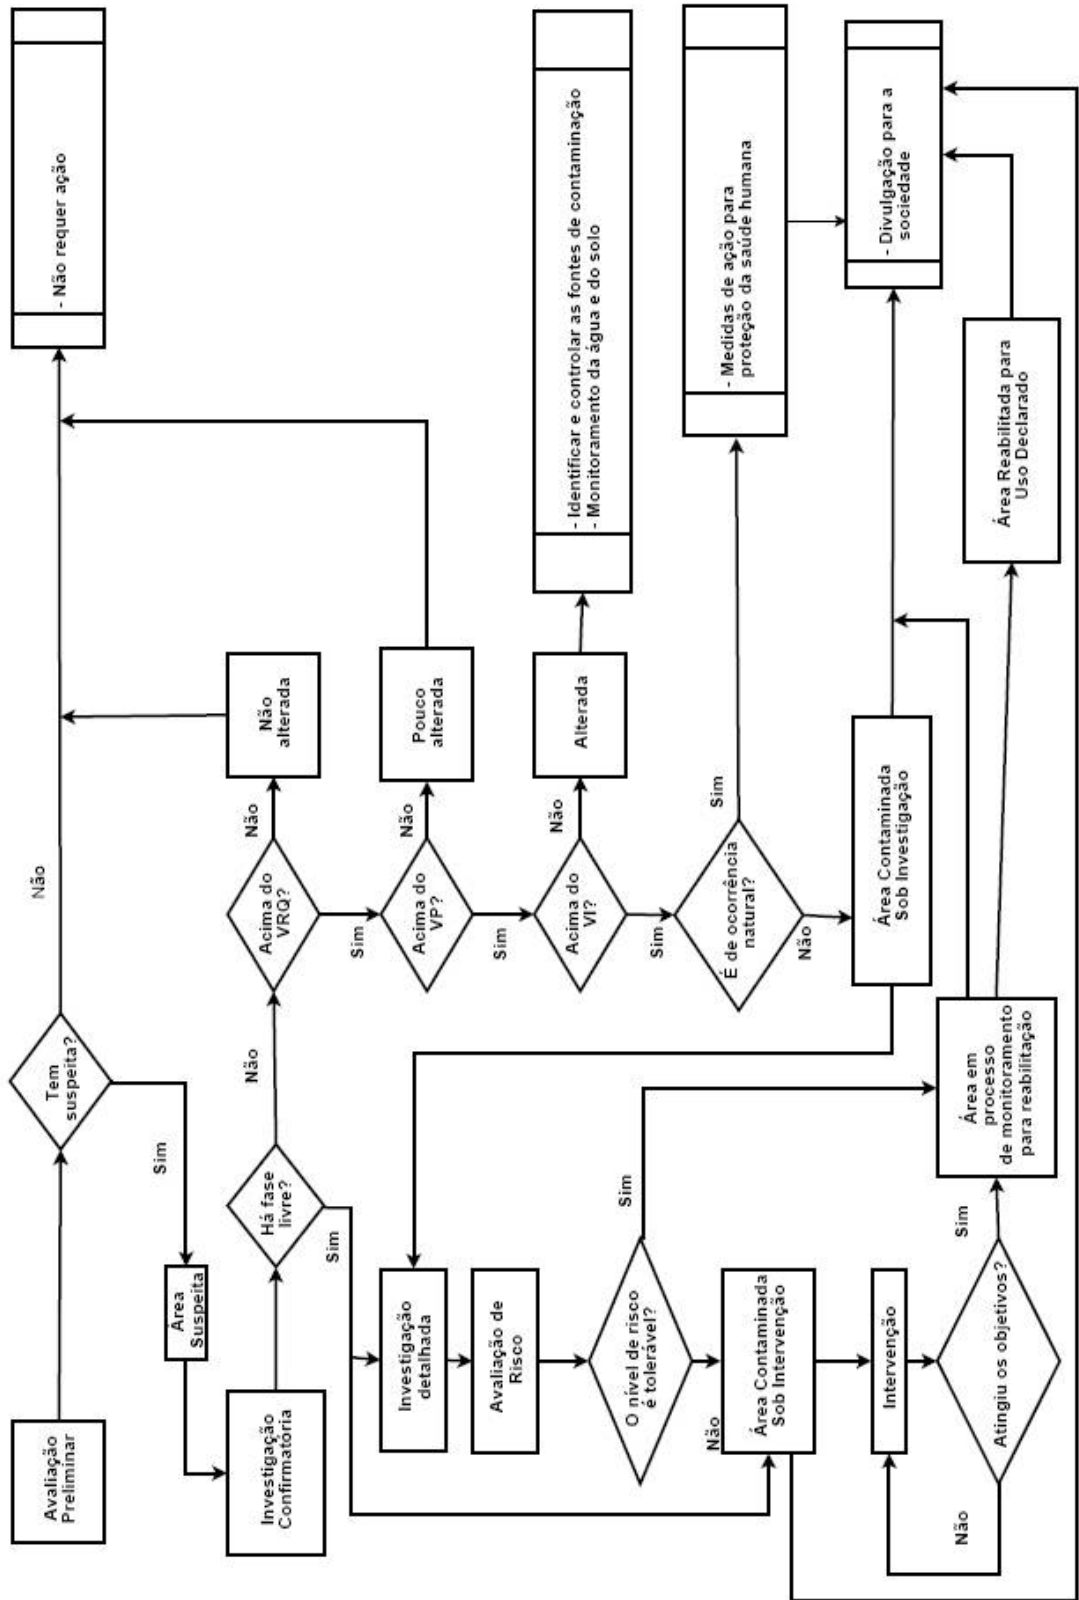 Avaliação
Preliminar
Tem
suspeita?
Não
- Não requer ação
Sim
Área
Suspeita
Investigação
Confirmatória
Há fase
livre?
Não
Sim
Acima do
VRQ?
Não
Não
alterada
Sim
Acima do
VP?
Não
Pouco
alterada
Sim
Acima do
VI?
Não
Alterada
- Identificar e controlar as fontes de contaminação
- Monitoramento da água e do solo
Sim
É de ocorrência
natural?
Sim
- Medidas de ação para
proteção da saúde humana
Não
Área Contaminada
Sob Investigação
- Divulgação para a
sociedade
Investigação
detalhada
Avaliação de
Risco
O nível de risco
é tolerável?
Sim
Não
Área Contaminada
Sob Intervenção
Intervenção
Atingiu os objetivos?
Não
Sim
Área em
processo
de monitoramento
para reabilitação
Área Reabilitada para
Uso Declarado